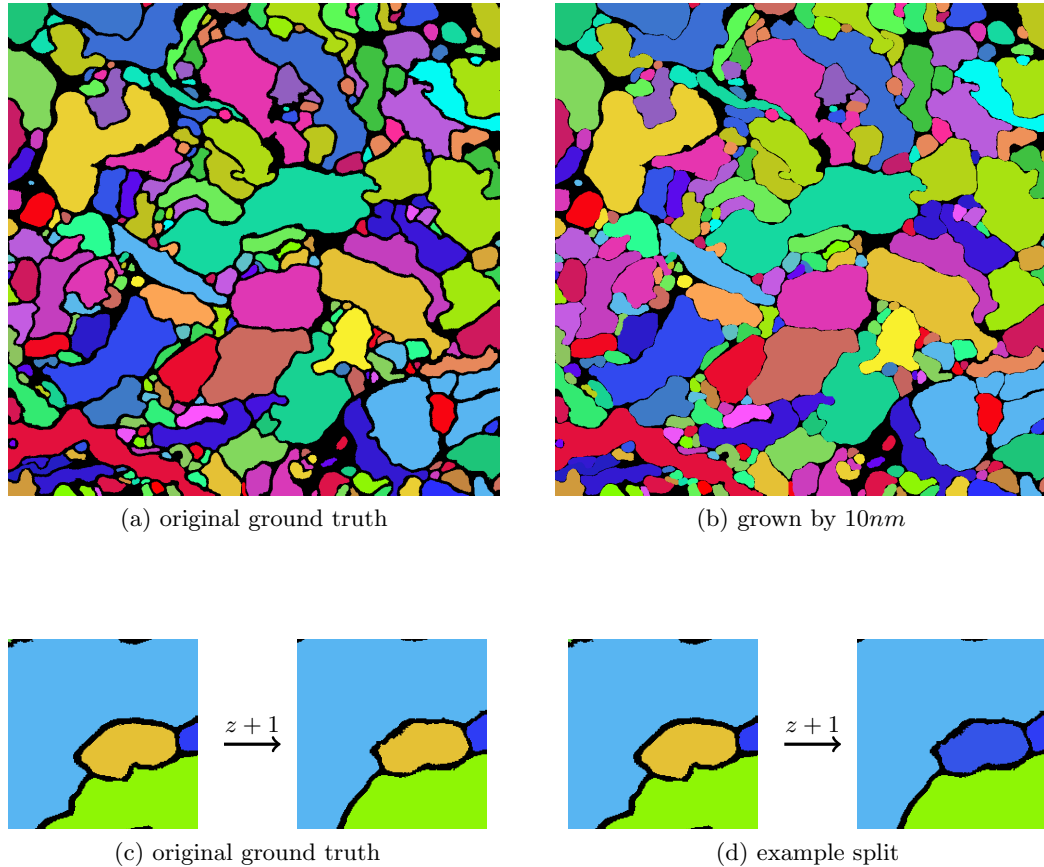 (a) original ground truth
(b) grown by 10nm
z + 1
z + 1
(c) original ground truth
(d) example split